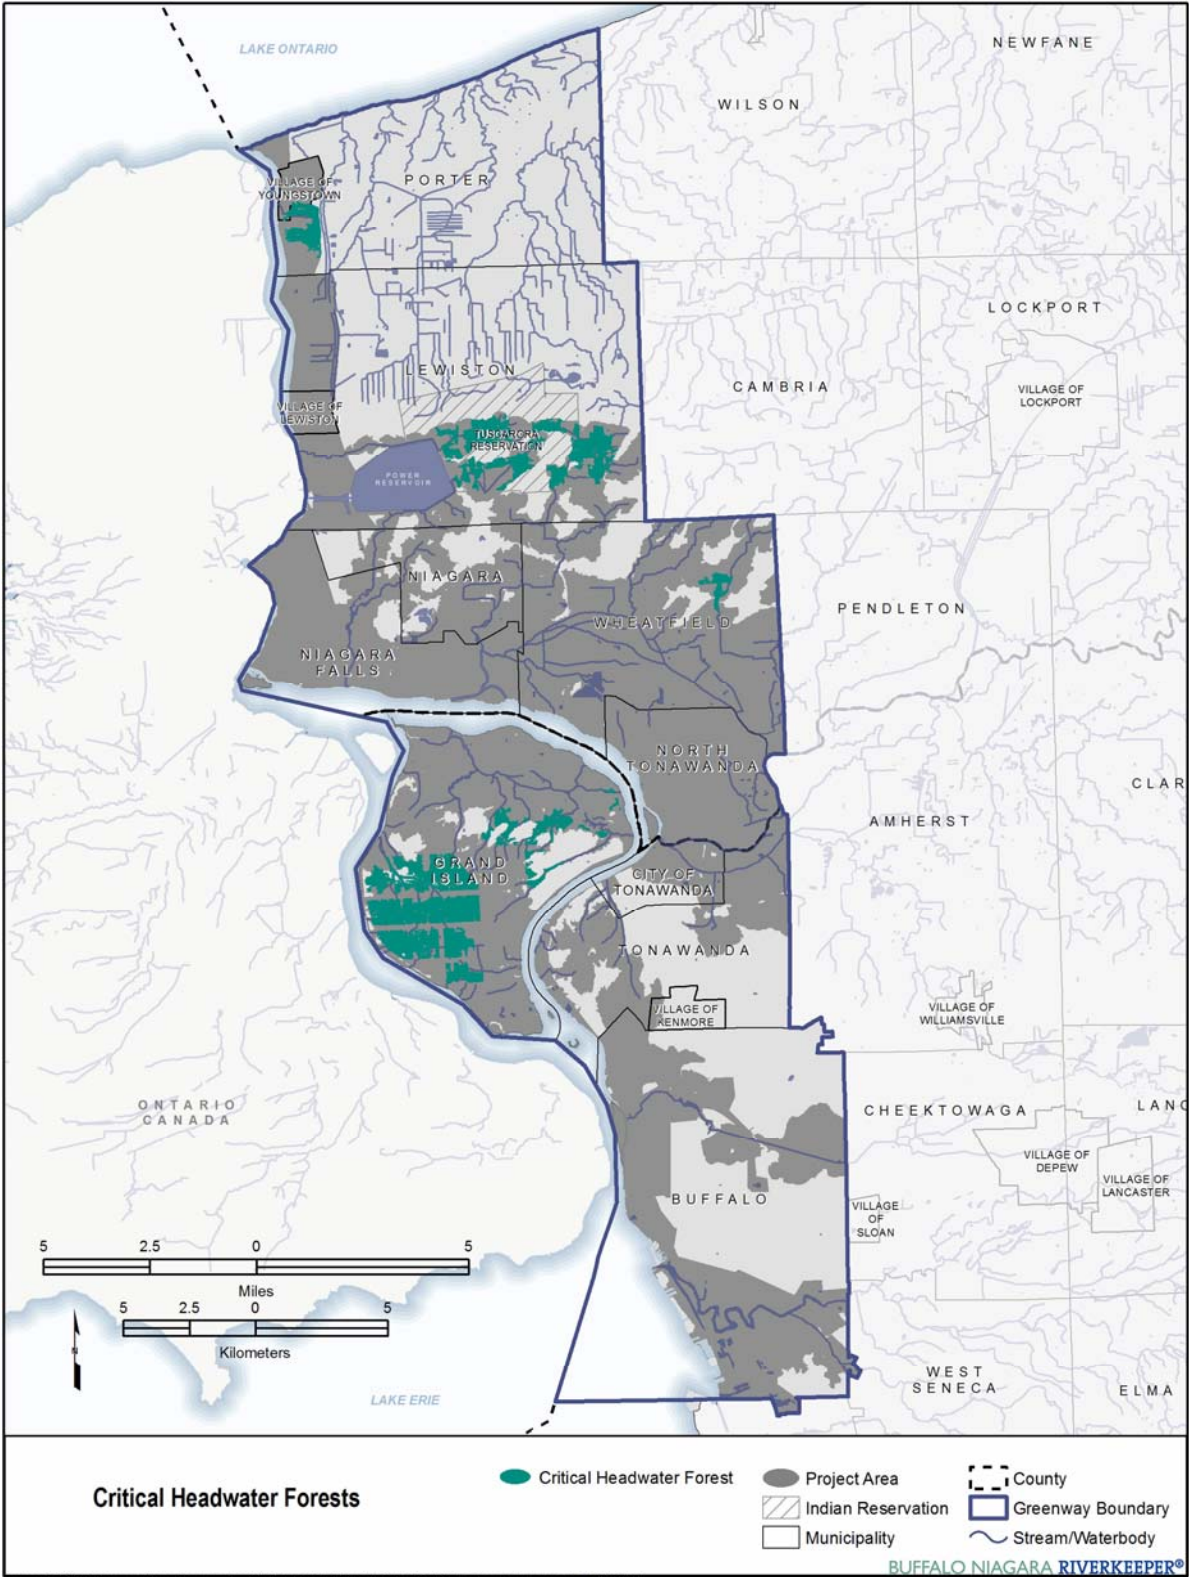 LAKE ONTARIO
NEWFANE
WILSON
PORTER
VILLAGE OF
YOUNGSTOWN
LOCKPORT
LEWISTON
CAMBRIA
VILLAGE OF
LOCKPORT
VILLAGE OF
LEWISTON
TUSCARORA
RESERVATION
POWER
RESERVOIR
NIAGARA
PENDLETON
WHEATFIELD
NIAGARA
FALLS
NORTH
TONAWANDA
CLAR
AMHERST
GRAND
ISLAND
CITY OF
TONAWANDA
TONAWANDA
VILLAGE OF
KENMORE
VILLAGE OF
WILLIAMSVILLE
ONTARIO
CANADA
CHEEKTOWAGA
LANC
VILLAGE OF
DEPEW
VILLAGE OF
LANCASTER
BUFFALO
VILLAGE
OF
SLOAN
5 2.5 0 5
Miles
5 2.5 0 5
Kilometers
N
WEST
SENECA
ELMA
LAKE ERIE
Critical Headwater Forests
Critical Headwater Forest
Project Area
Indian Reservation
Municipality
County
Greenway Boundary
Stream/Waterbody
BUFFALO NIAGARA RIVERKEEPER®